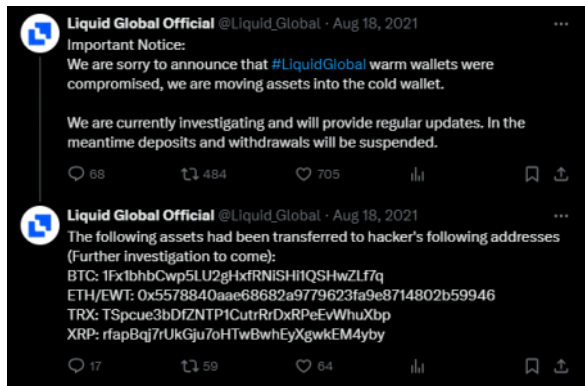 Liquid Global Official @Liquid_Global · Aug 18, 2021
Important Notice:
We are sorry to announce that #LiquidGlobal warm wallets were
compromised, we are moving assets into the cold wallet.
We are currently investigating and will provide regular updates. In the
meantime deposits and withdrawals will be suspended.
68 484 705
Liquid Global Official @Liquid_Global · Aug 18, 2021
The following assets had been transferred to hacker's following addresses
(Further investigation to come):
BTC: 1Fx1bhbCwp5LU2gHxfRNiSHi1QSHwZLf7q
ETH/EWT: 0x5578840aae68682a9779623fa9e8714802b59946
TRX: TSpcue3bDfZNTP1CutrRrDxRPeEvWhuXbp
XRP: rfapBqj7rUkGju7oHTwBwhEyXgwkEM4yby
17 59 64